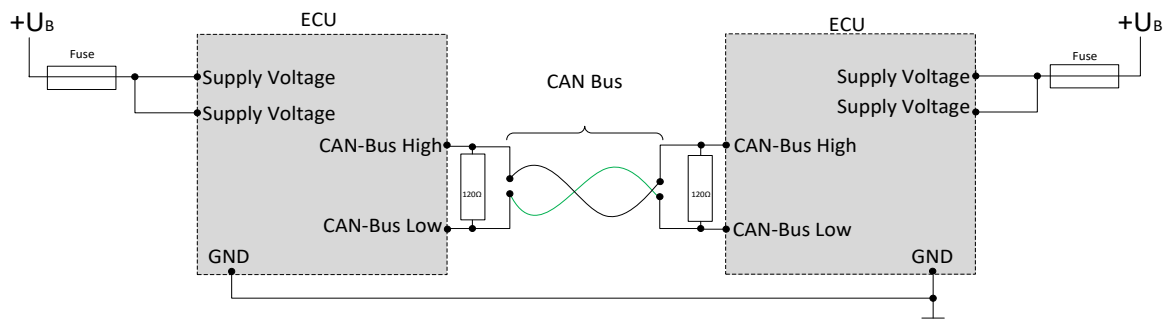 ECU
ECU
+UB
+UB
Fuse
Fuse
Supply Voltage
Supply Voltage
Supply Voltage
Supply Voltage
CAN Bus
CAN-Bus High
CAN-Bus High
120Ω
120Ω
CAN-Bus Low
CAN-Bus Low
GND
GND